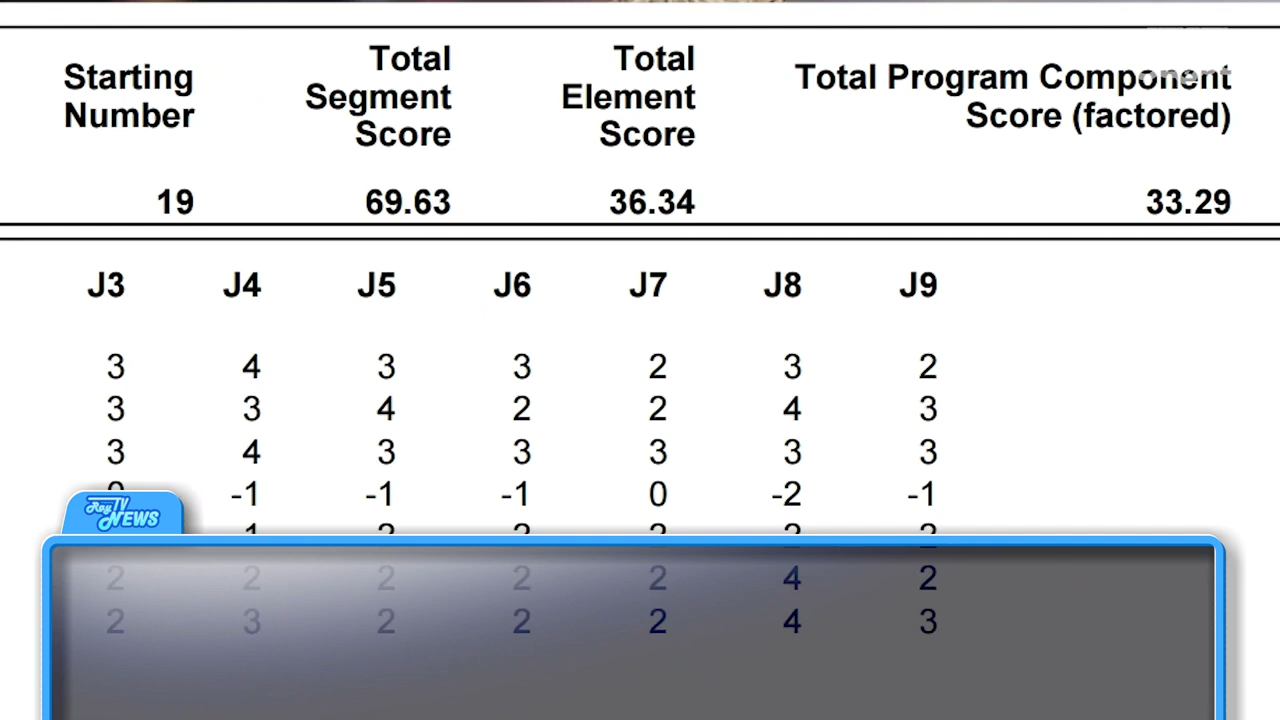 Starting Number
Total Segment Score
Total Element Score
Total Program Component Score (factored)
19 69.63 36.34 33.29
J3 J4 J5 J6 J7 J8 J9
3 4 3 3 2 3 2
3 3 4 2 2 4 3
3 4 3 3 3 3 3
-1 -1 -1 0 -2 -1
RoyTV
NEWS
2 2 2 2 2 4 2
2 3 2 2 2 4 3